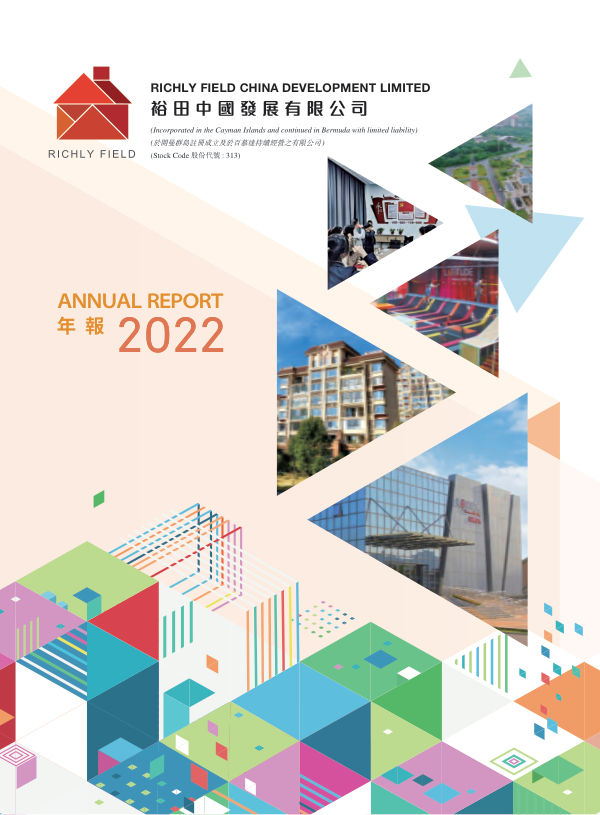 RICHLY FIELD CHINA DEVELOPMENT LIMITED
裕田中國發展有限公司
(Incorporated in the Cayman Islands and continued in Bermuda with limited liability)
(於開曼群島註冊成立及於百慕達持續經營之有限公司)
(Stock Code 股份代號 : 313)
RICHLY FIELD
ANNUAL REPORT
年報 2022